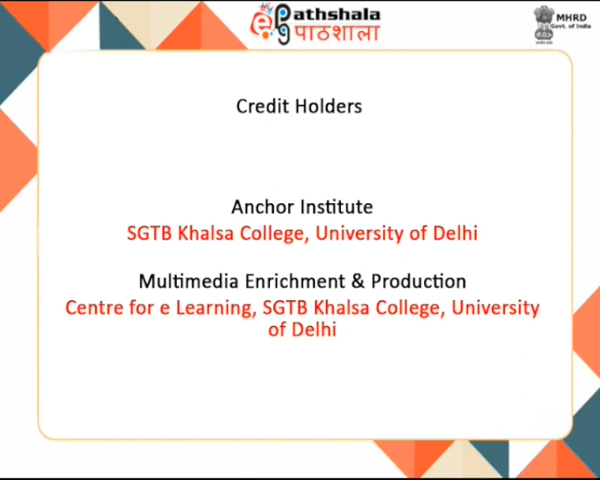 e Pathshala
पाठशाला
MHRD
Govt. of India
Credit Holders
Anchor Institute
SGTB Khalsa College, University of Delhi
Multimedia Enrichment & Production
Centre for e Learning, SGTB Khalsa College, University
of Delhi